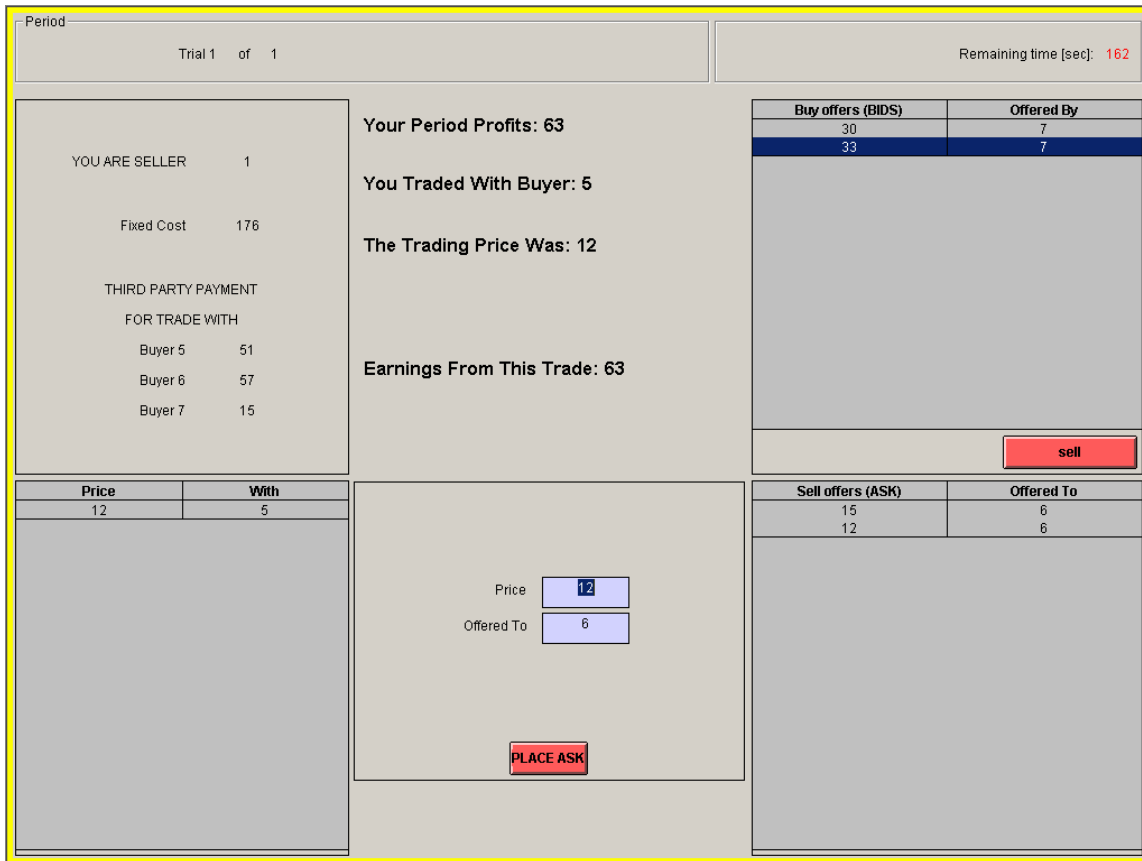 Period
Trial 1 of 1
Remaining time [sec]: 162
YOU ARE SELLER 1
Fixed Cost 176
THIRD PARTY PAYMENT
FOR TRADE WITH
Buyer 5 51
Buyer 6 57
Buyer 7 15
Your Period Profits: 63
You Traded With Buyer: 5
The Trading Price Was: 12
Earnings From This Trade: 63
Buy offers (BIDS) Offered By
30 7
33 7
sell
Price With
12 5
Price 12
Offered To 6
PLACE ASK
Sell offers (ASK) Offered To
15 6
12 6